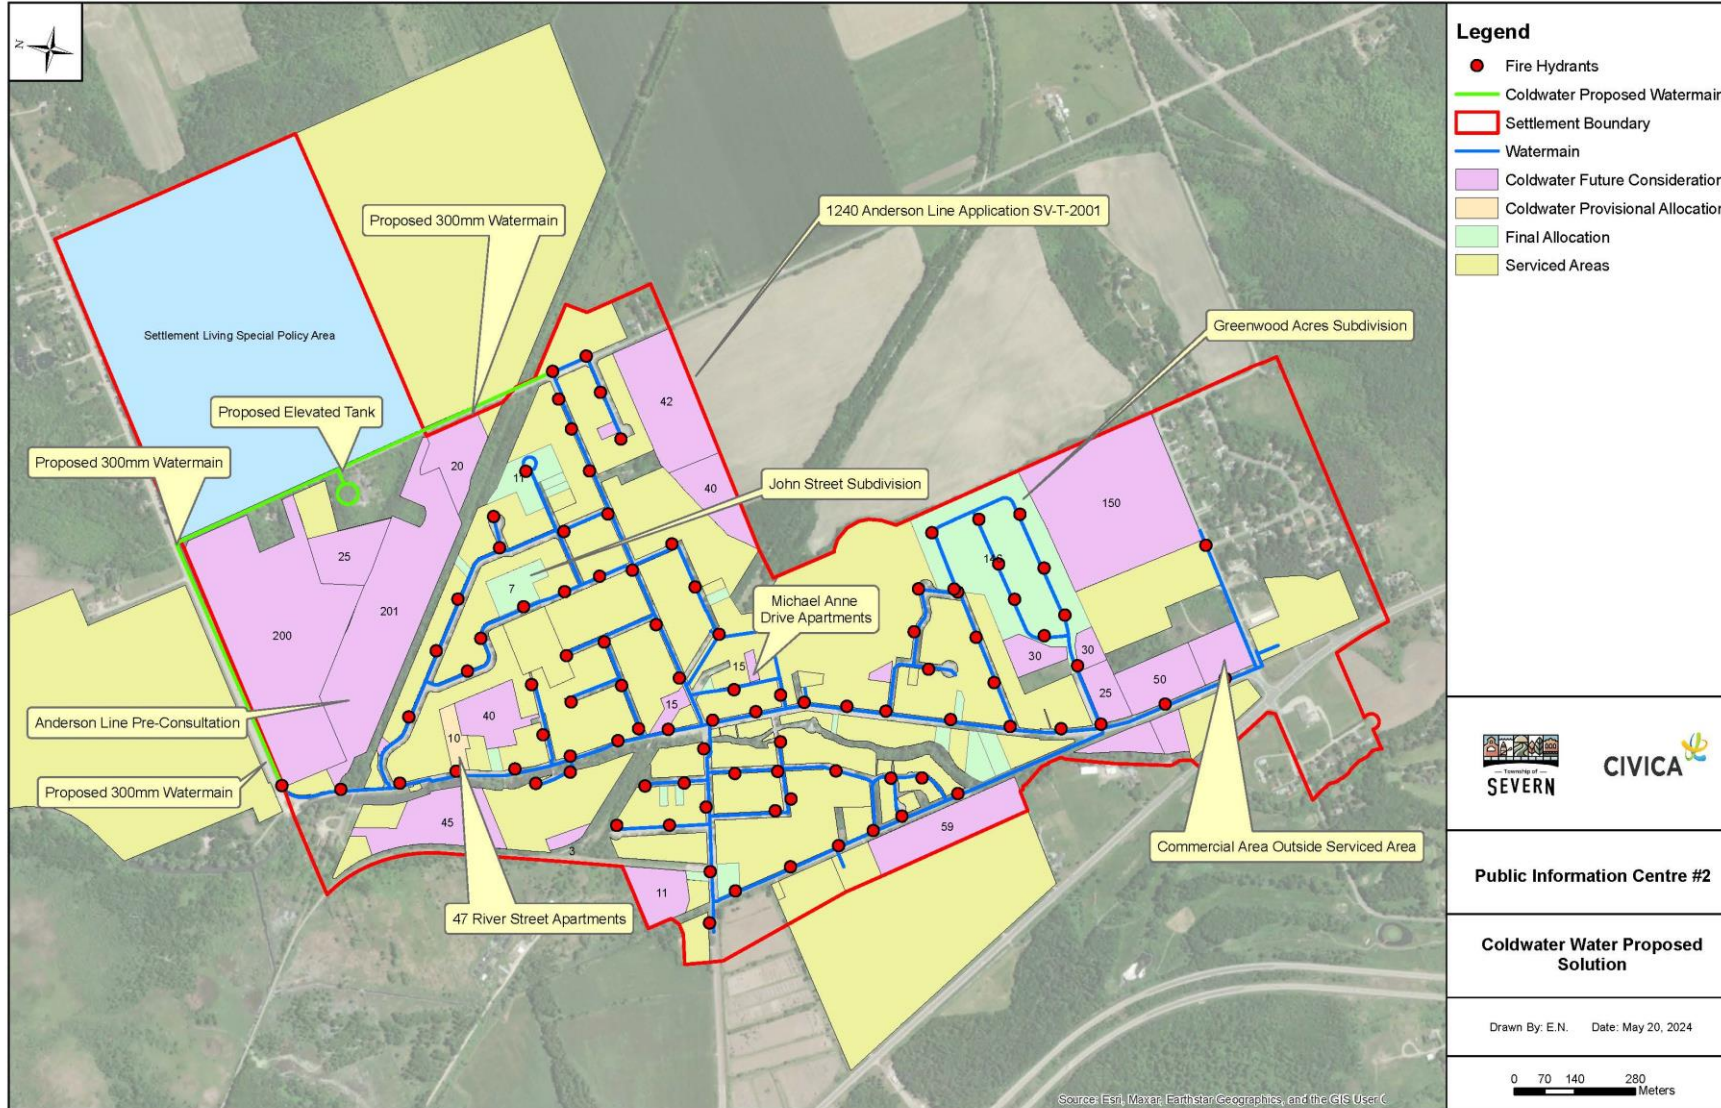 N
Settlement Living Special Policy Area
Proposed 300mm Watermain
1240 Anderson Line Application SV-T-2001
Greenwood Acres Subdivision
Proposed Elevated Tank
Proposed 300mm Watermain
John Street Subdivision
Michael Anne
Drive Apartments
Anderson Line Pre-Consultation
Proposed 300mm Watermain
47 River Street Apartments
Commercial Area Outside Serviced Area
42
20
40
11
25
7
201
200
150
146
30
30
15
15
25
50
40
10
45
3
59
11
Source: Esri, Maxar, Earthstar Geographics, and the GIS User C
Legend
Fire Hydrants
Coldwater Proposed Watermain
Settlement Boundary
Watermain
Coldwater Future Consideration
Coldwater Provisional Allocation
Final Allocation
Serviced Areas
Township of
SEVERN
CIVICA
Public Information Centre #2
Coldwater Water Proposed
Solution
Drawn By: E.N. Date: May 20, 2024
0 70 140 280
Meters